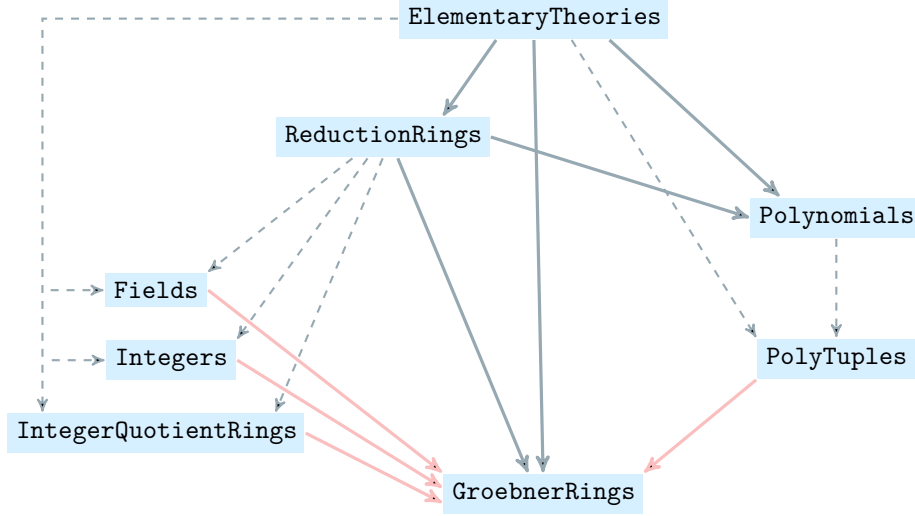 ElementaryTheories
ReductionRings
Polynomials
Fields
Integers
PolyTuples
IntegerQuotientRings
GroebnerRings